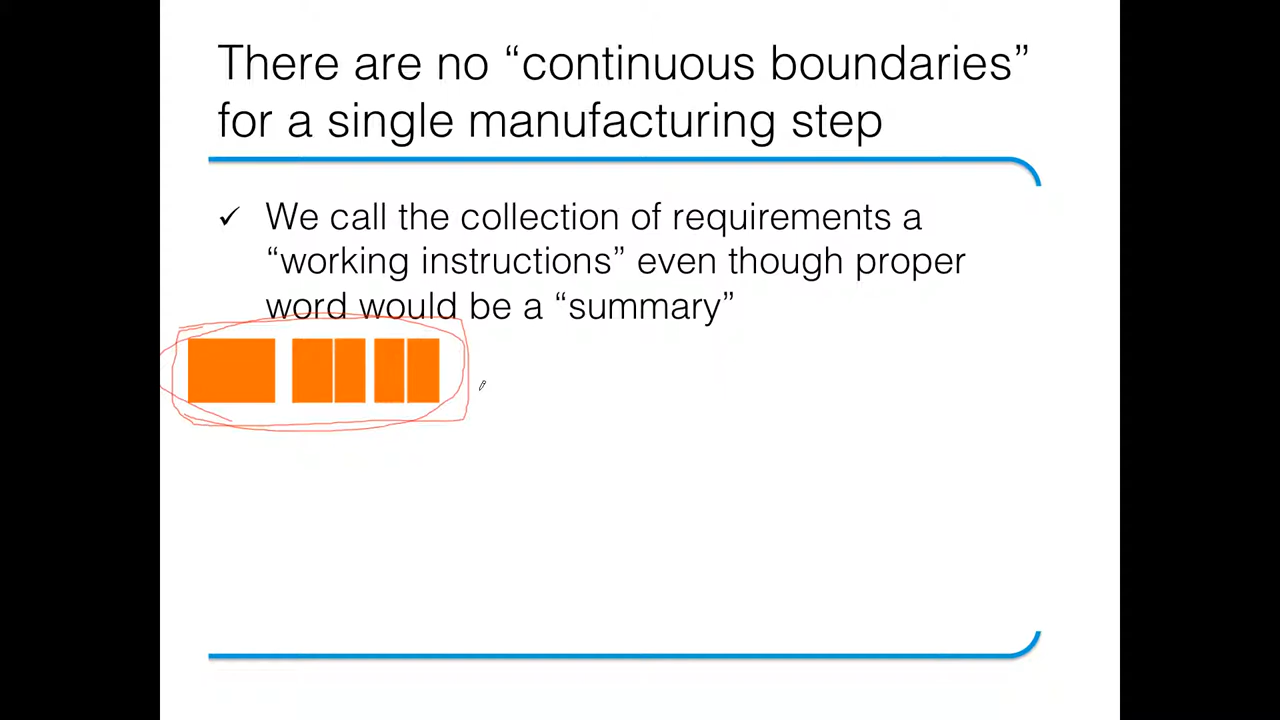 There are no “continuous boundaries”
for a single manufacturing step
✓ We call the collection of requirements a
“working instructions” even though proper
word would be a “summary”